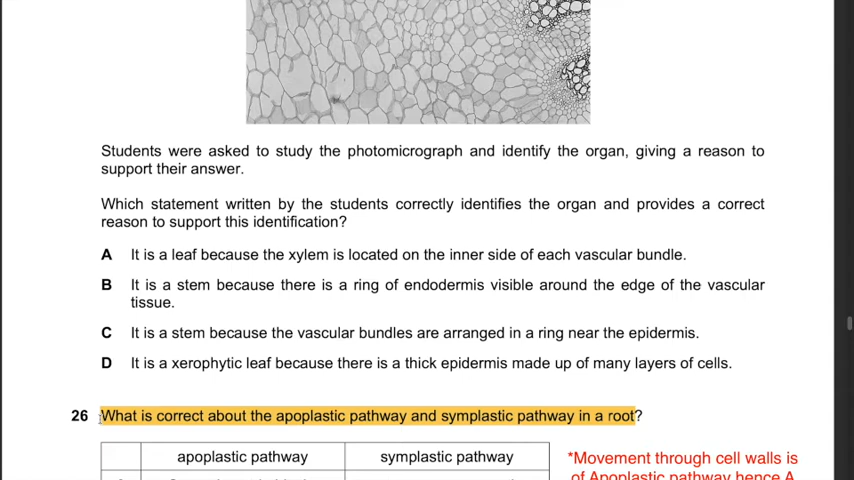 Students were asked to study the photomicrograph and identify the organ, giving a reason to
support their answer.
Which statement written by the students correctly identifies the organ and provides a correct
reason to support this identification?
A It is a leaf because the xylem is located on the inner side of each vascular bundle.
B It is a stem because there is a ring of endodermis visible around the edge of the vascular
tissue.
C It is a stem because the vascular bundles are arranged in a ring near the epidermis.
D It is a xerophytic leaf because there is a thick epidermis made up of many layers of cells.
26 What is correct about the apoplastic pathway and symplastic pathway in a root?
apoplastic pathway symplastic pathway
*Movement through cell walls is
of Apoplastic pathway hence A